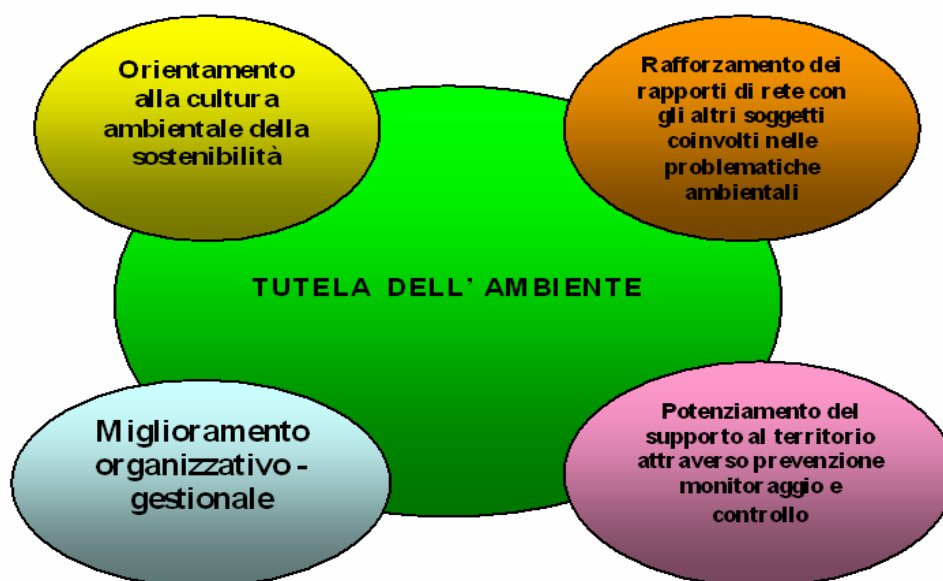 Orientamento
alla cultura
ambientale della
sostenibilità
Rafforzamento dei
rapporti di rete con
gli altri soggetti
coinvolti nelle
problematiche
ambientali
TUTELA DELL' AMBIENTE
Miglioramento
organizzativo -
gestionale
Potenziamento del
supporto al territorio
attraverso prevenzione
monitoraggio e
controllo